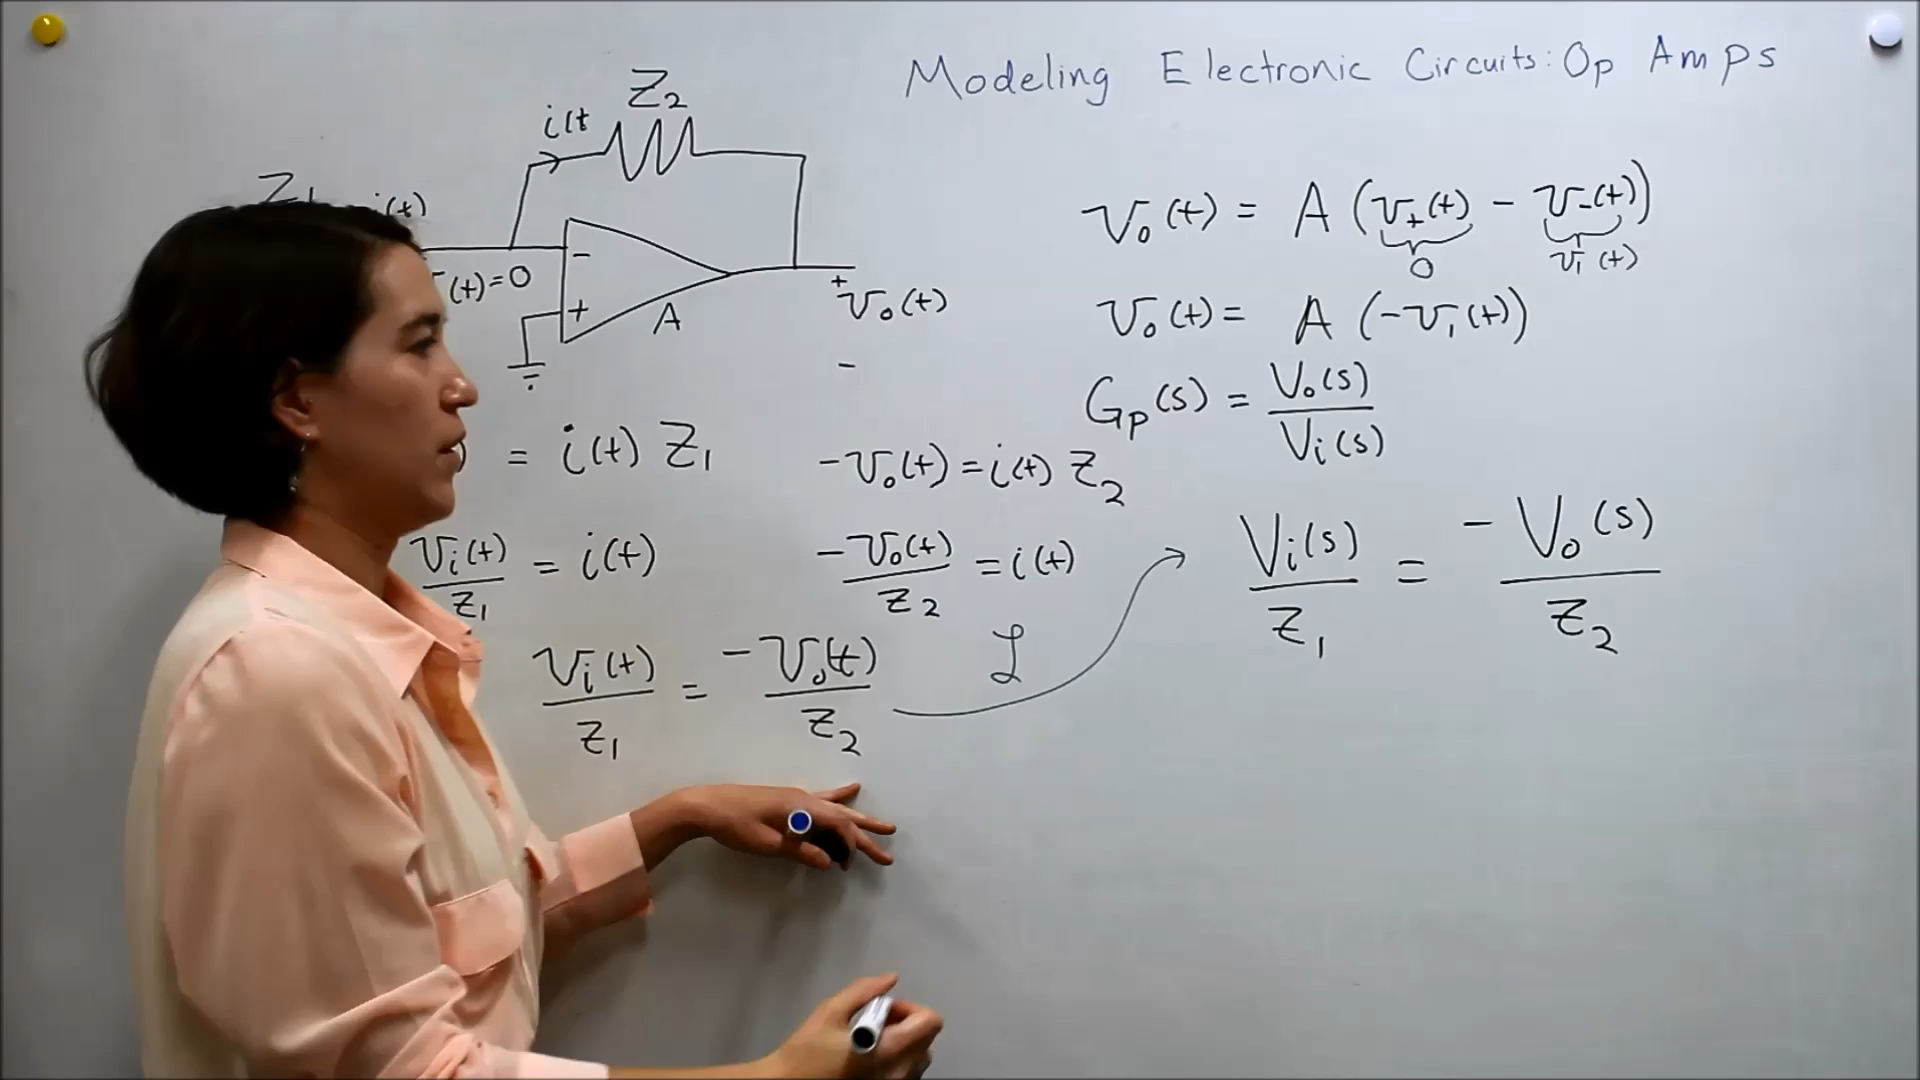 Modeling Electronic Circuits: Op Amps
Z₂
i(t
Z₁
i(t)
(t)=0
-
+
A
+
v₀(t)
-
= i(t) Z₁
vᵢ(t)/Z₁ = i(t)
-v₀(t) = i(t) Z₂
-v₀(t)/Z₂ = i(t)
vᵢ(t)/Z₁ = -v₀(t)/Z₂
ℒ
v₀(t) = A (v₊(t) - v₋(t))
0
v₁(t)
v₀(t) = A (-v₁(t))
Gₚ(s) = V₀(s)/Vᵢ(s)
Vᵢ(s)/Z₁ = -V₀(s)/Z₂